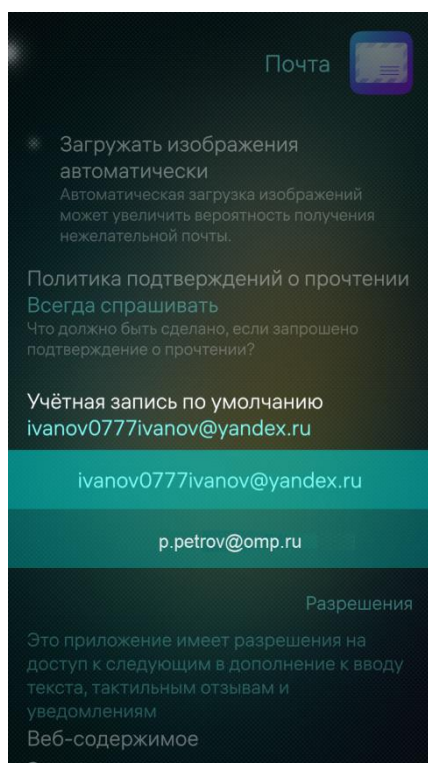 Почта
Загружать изображения
автоматически
Автоматическая загрузка изображений
может увеличить вероятность получения
нежелательной почты.
Политика подтверждений о прочтении
Всегда спрашивать
Что должно быть сделано, если запрошено
подтверждение о прочтении?
Учётная запись по умолчанию
ivanov0777ivanov@yandex.ru
ivanov0777ivanov@yandex.ru
p.petrov@omp.ru
Разрешения
Это приложение имеет разрешения на
доступ к следующим в дополнение к вводу
текста, тактильным отзывам и
уведомлениям
Веб-содержимое